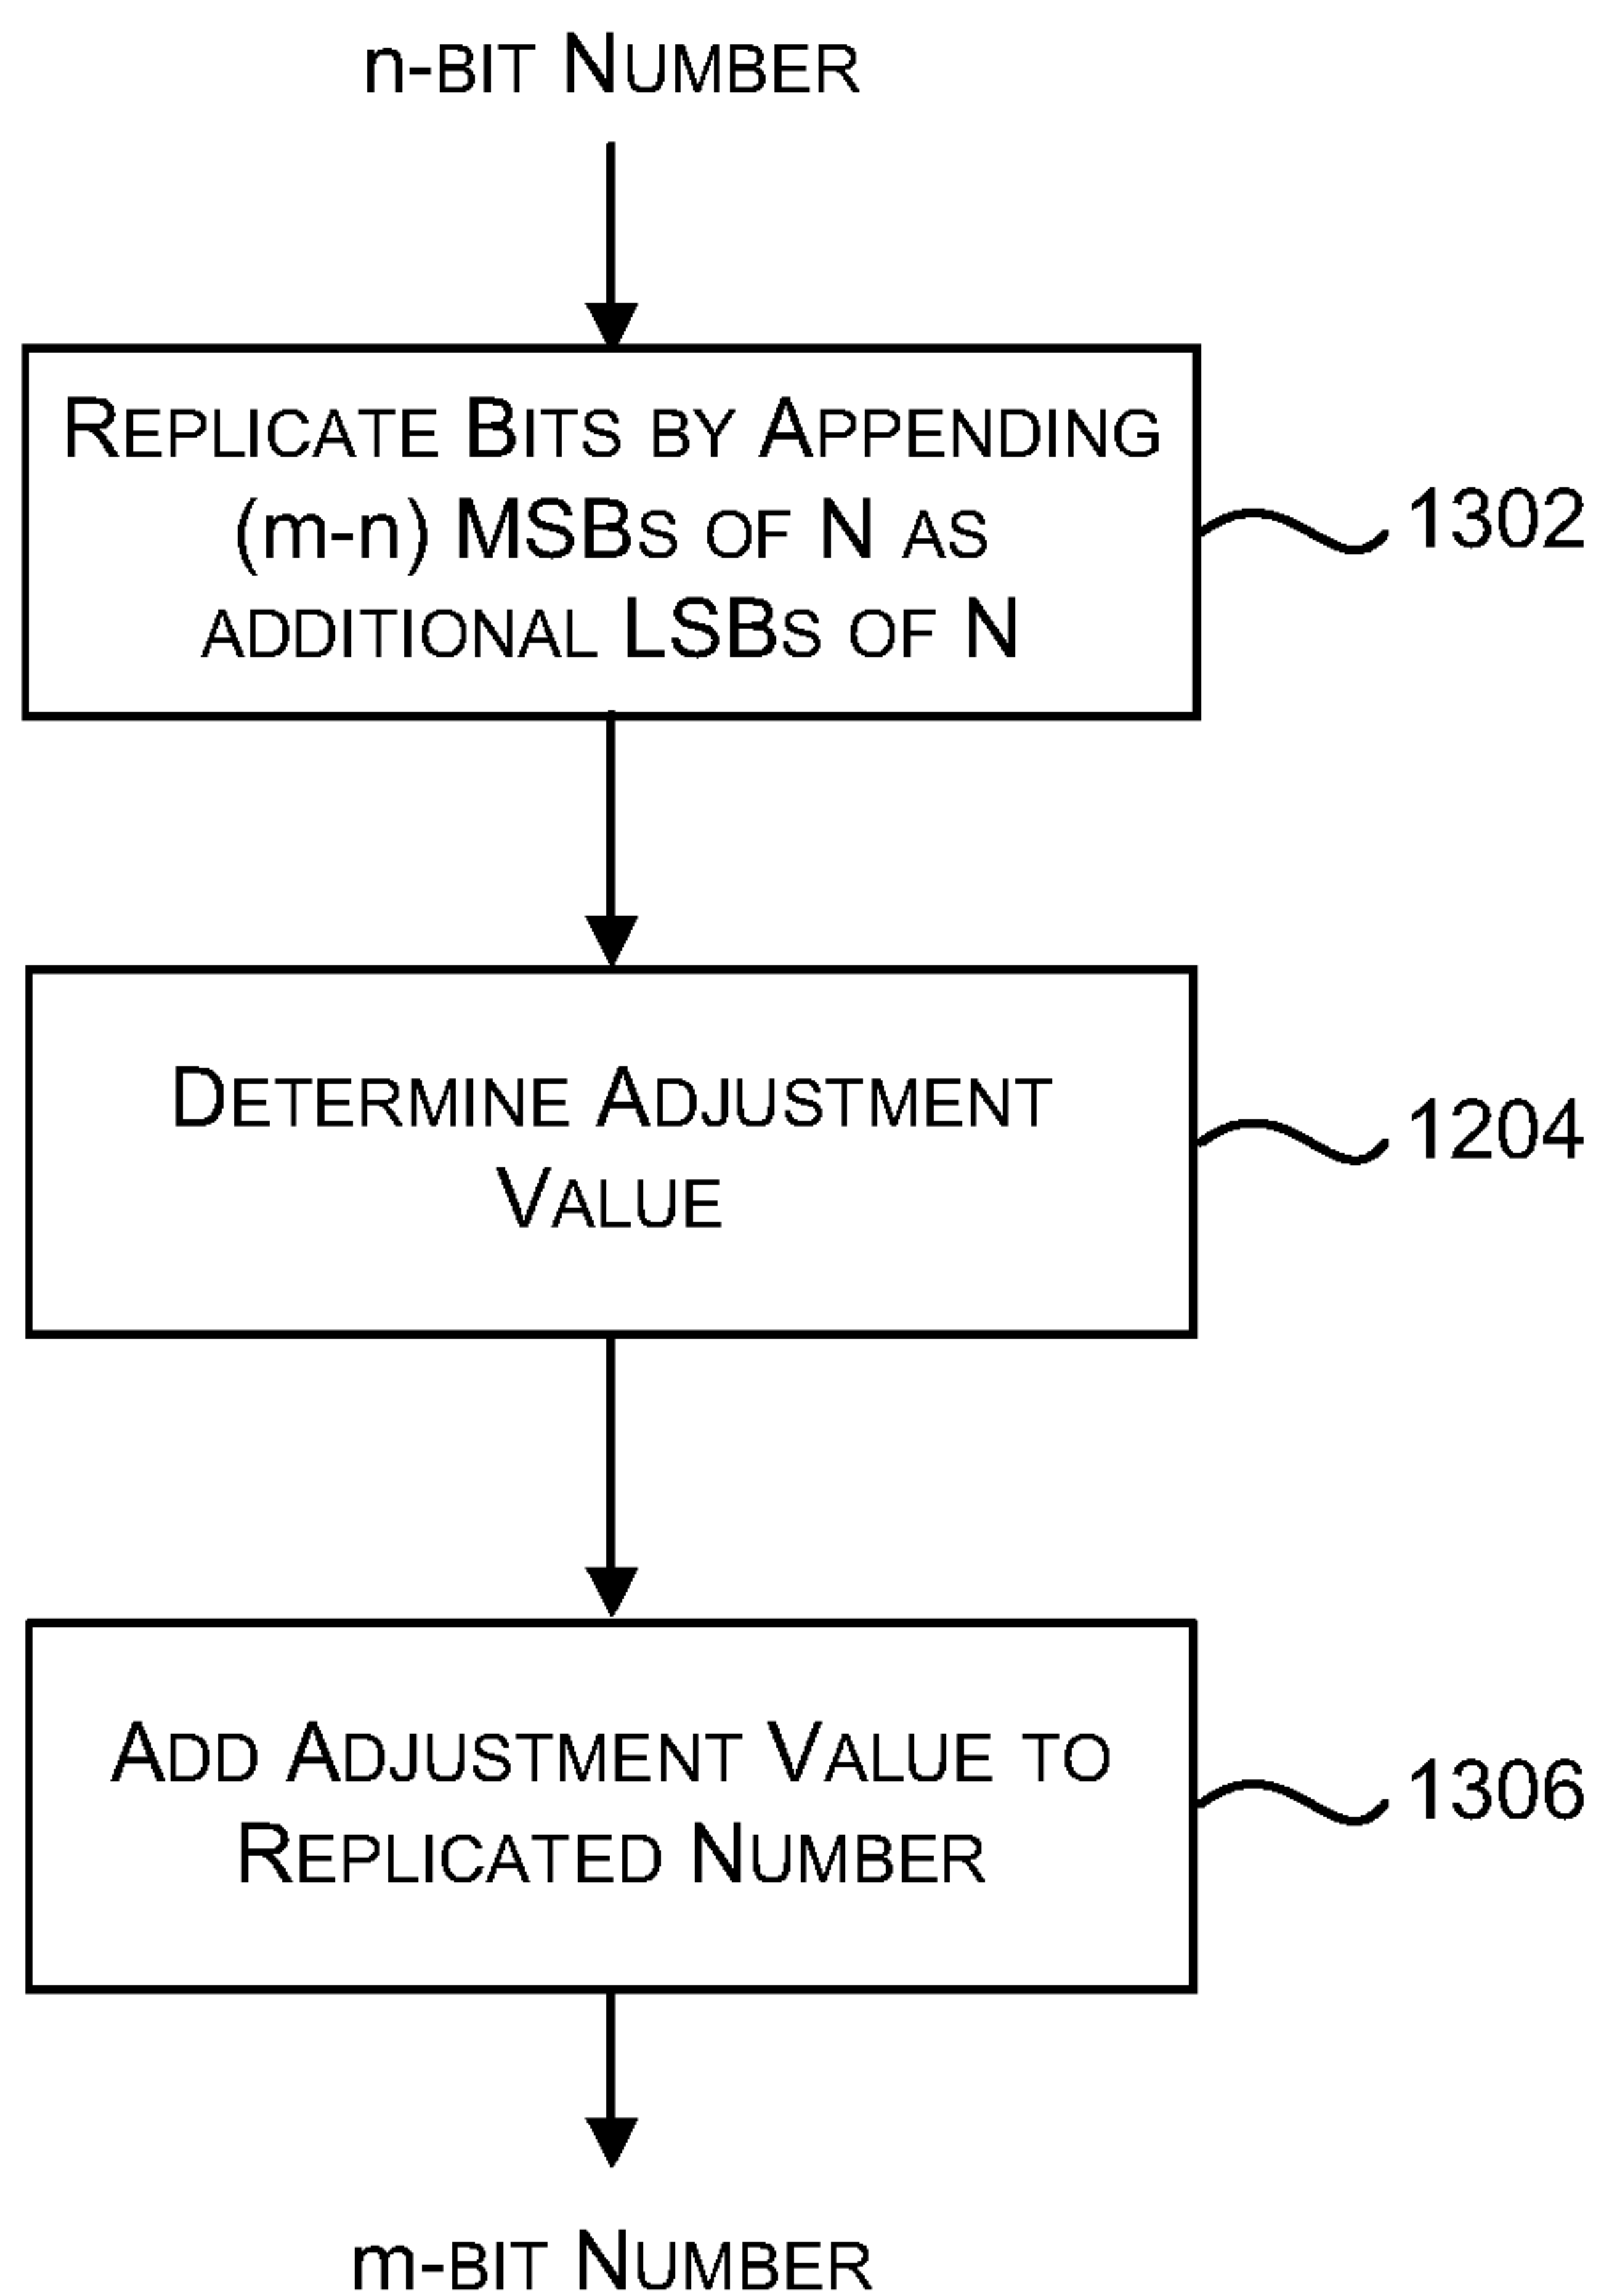 n-BIT NUMBER
REPLICATE BITS BY APPENDING
(m-n) MSBS OF N AS
ADDITIONAL LSBS OF N
1302
DETERMINE ADJUSTMENT
VALUE
1204
ADD ADJUSTMENT VALUE TO
REPLICATED NUMBER
1306
m-BIT NUMBER